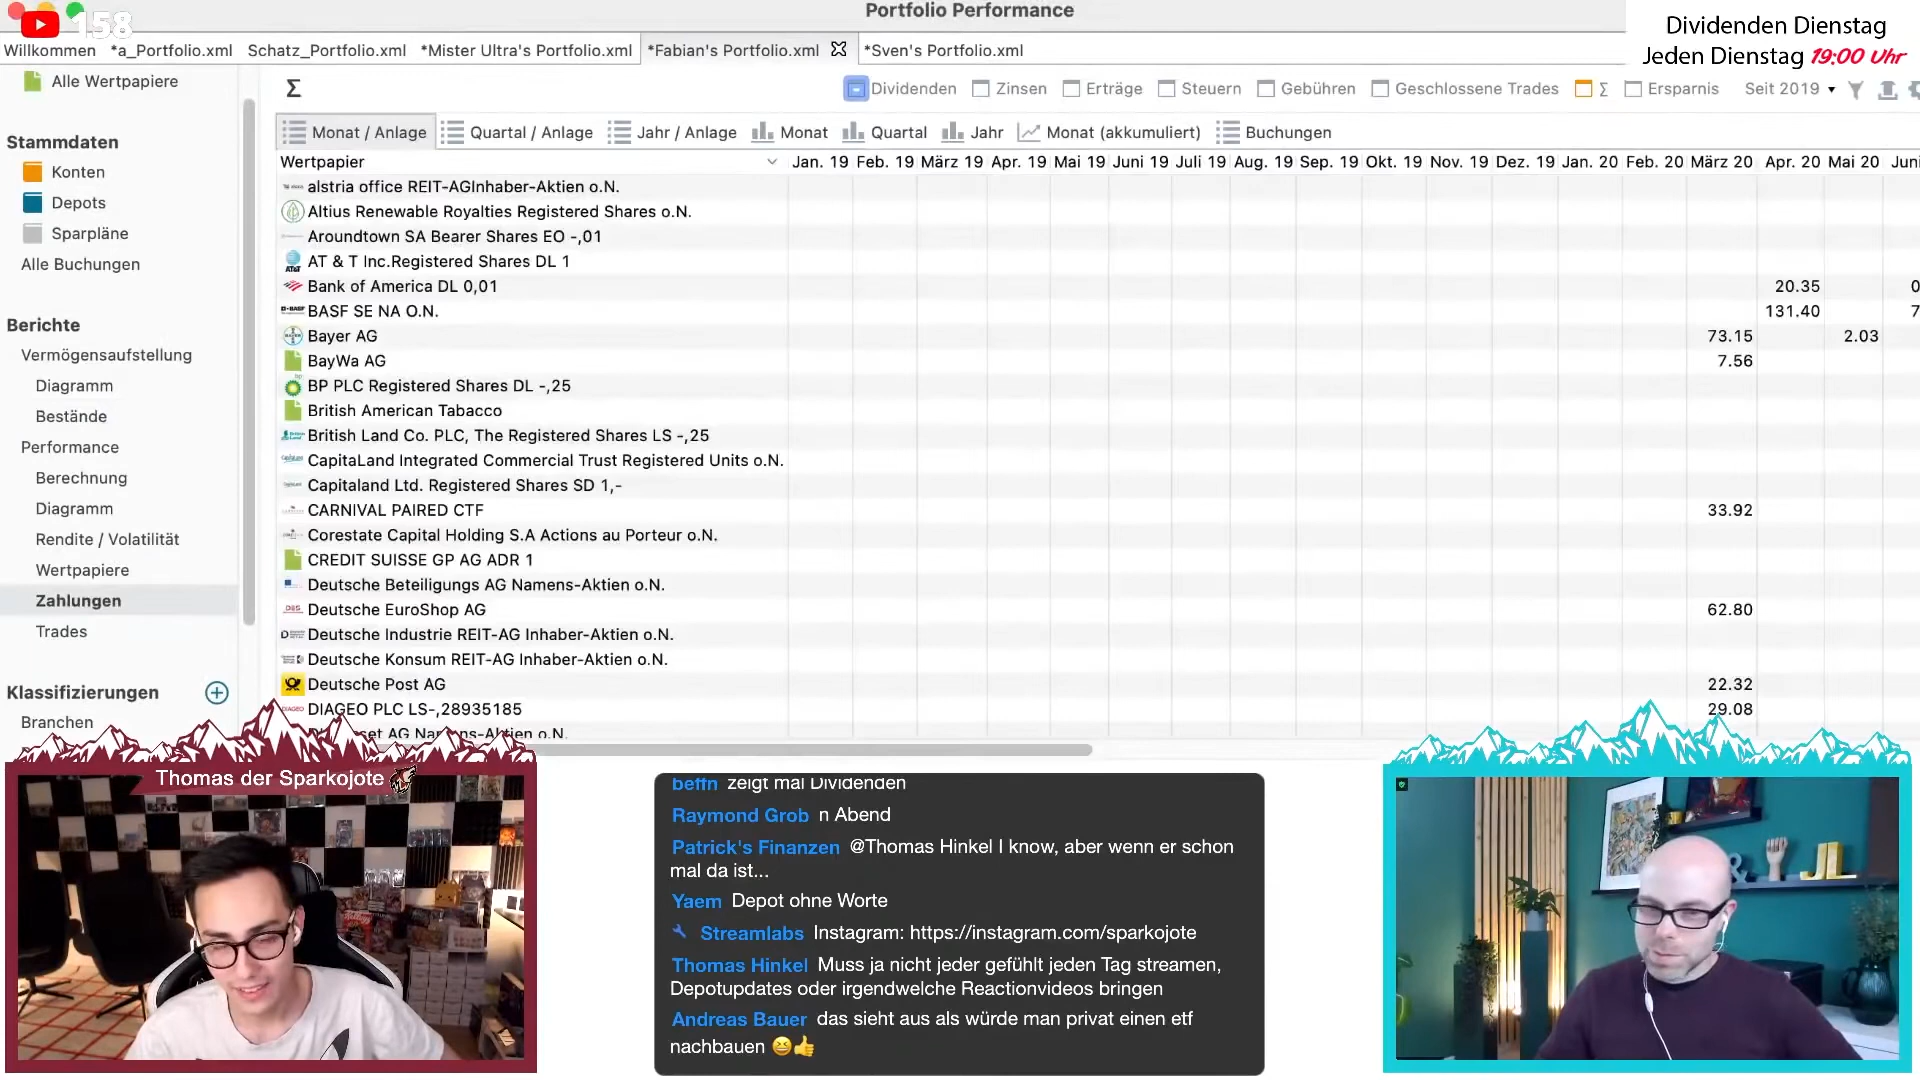 Portfolio Performance
158
Dividenden Dienstag
Jeden Dienstag 19:00 Uhr
Willkommen *a_Portfolio.xml Schatz_Portfolio.xml *Mister Ultra's Portfolio.xml *Fabian's Portfolio.xml *Sven's Portfolio.xml
Alle Wertpapiere
Stammdaten
Konten
Depots
Sparpläne
Alle Buchungen
Berichte
Vermögensaufstellung
Diagramm
Bestände
Performance
Berechnung
Diagramm
Rendite / Volatilität
Wertpapiere
Zahlungen
Trades
Klassifizierungen
Branchen
Σ Dividenden Zinsen Erträge Steuern Gebühren Geschlossene Trades Σ Ersparnis Seit 2019
Monat / Anlage Quartal / Anlage Jahr / Anlage Monat Quartal Jahr Monat (akkumuliert) Buchungen
Wertpapier Jan. 19 Feb. 19 März 19 Apr. 19 Mai 19 Juni 19 Juli 19 Aug. 19 Sep. 19 Okt. 19 Nov. 19 Dez. 19 Jan. 20 Feb. 20 März 20 Apr. 20 Mai 20 Juni
alstria office REIT-AGInhaber-Aktien o.N.
Altius Renewable Royalties Registered Shares o.N.
Aroundtown SA Bearer Shares EO -,01
AT & T Inc.Registered Shares DL 1
Bank of America DL 0,01 20.35 0
BASF SE NA O.N. 131.40 7
Bayer AG 73.15 2.03
BayWa AG 7.56
BP PLC Registered Shares DL -,25
British American Tabacco
British Land Co. PLC, The Registered Shares LS -,25
CapitaLand Integrated Commercial Trust Registered Units o.N.
Capitaland Ltd. Registered Shares SD 1,-
CARNIVAL PAIRED CTF 33.92
Corestate Capital Holding S.A Actions au Porteur o.N.
CREDIT SUISSE GP AG ADR 1
Deutsche Beteiligungs AG Namens-Aktien o.N.
Deutsche EuroShop AG 62.80
Deutsche Industrie REIT-AG Inhaber-Aktien o.N.
Deutsche Konsum REIT-AG Inhaber-Aktien o.N.
Deutsche Post AG 22.32
DIAGEO PLC LS-,28935185 29.08
AG o.N.
Thomas der Sparkojote
beffn zeigt mal Dividenden
Raymond Grob n Abend
Patrick's Finanzen @Thomas Hinkel I know, aber wenn er schon
mal da ist...
Yaem Depot ohne Worte
Streamlabs Instagram: https://instagram.com/sparkojote
Thomas Hinkel Muss ja nicht jeder gefühlt jeden Tag streamen,
Depotupdates oder irgendwelche Reactionvideos bringen
Andreas Bauer das sieht aus als würde man privat einen etf
nachbauen 😆👍
& JL